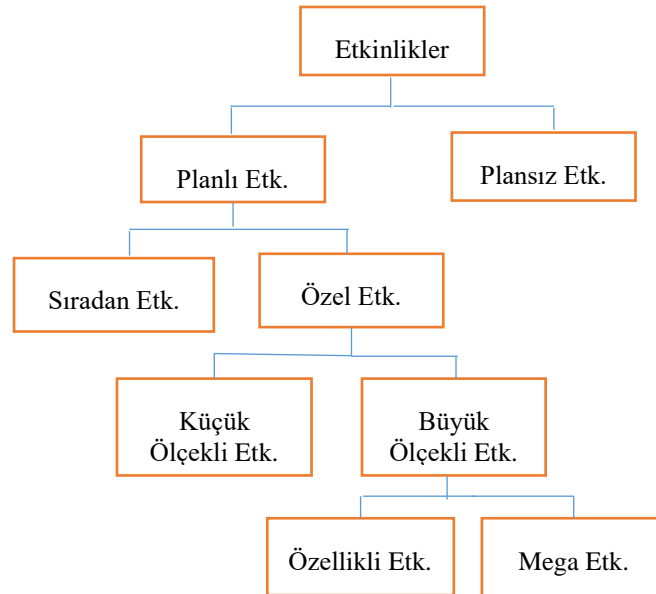 Etkinlikler
Planlı Etk.
Plansız Etk.
Sıradan Etk.
Özel Etk.
Küçük
Ölçekli Etk.
Büyük
Ölçekli Etk.
Özellikli Etk.
Mega Etk.